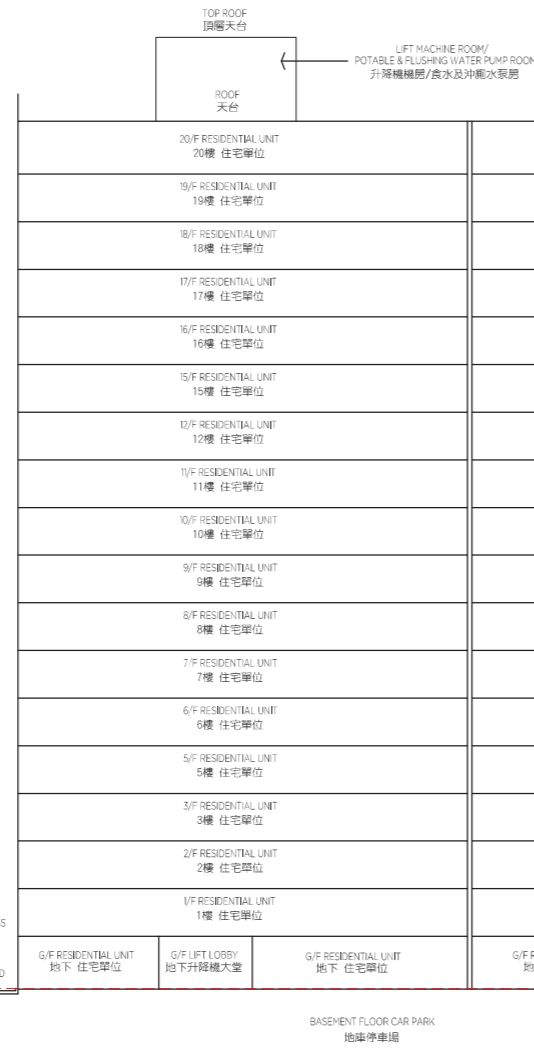 TOP ROOF
頂層天台
LIFT MACHINE ROOM/
POTABLE & FLUSHING WATER PUMP ROOM
升降機機房/食水及沖廁水泵房
ROOF
天台
20/F RESIDENTIAL UNIT
20樓 住宅單位
19/F RESIDENTIAL UNIT
19樓 住宅單位
18/F RESIDENTIAL UNIT
18樓 住宅單位
17/F RESIDENTIAL UNIT
17樓 住宅單位
16/F RESIDENTIAL UNIT
16樓 住宅單位
15/F RESIDENTIAL UNIT
15樓 住宅單位
12/F RESIDENTIAL UNIT
12樓 住宅單位
11/F RESIDENTIAL UNIT
11樓 住宅單位
10/F RESIDENTIAL UNIT
10樓 住宅單位
9/F RESIDENTIAL UNIT
9樓 住宅單位
8/F RESIDENTIAL UNIT
8樓 住宅單位
7/F RESIDENTIAL UNIT
7樓 住宅單位
6/F RESIDENTIAL UNIT
6樓 住宅單位
5/F RESIDENTIAL UNIT
5樓 住宅單位
3/F RESIDENTIAL UNIT
3樓 住宅單位
2/F RESIDENTIAL UNIT
2樓 住宅單位
1/F RESIDENTIAL UNIT
1樓 住宅單位
G/F RESIDENTIAL UNIT
地下 住宅單位
G/F LIFT LOBBY
地下升降機大堂
G/F RESIDENTIAL UNIT
地下 住宅單位
G/F
BASEMENT FLOOR CAR PARK
地庫停車場